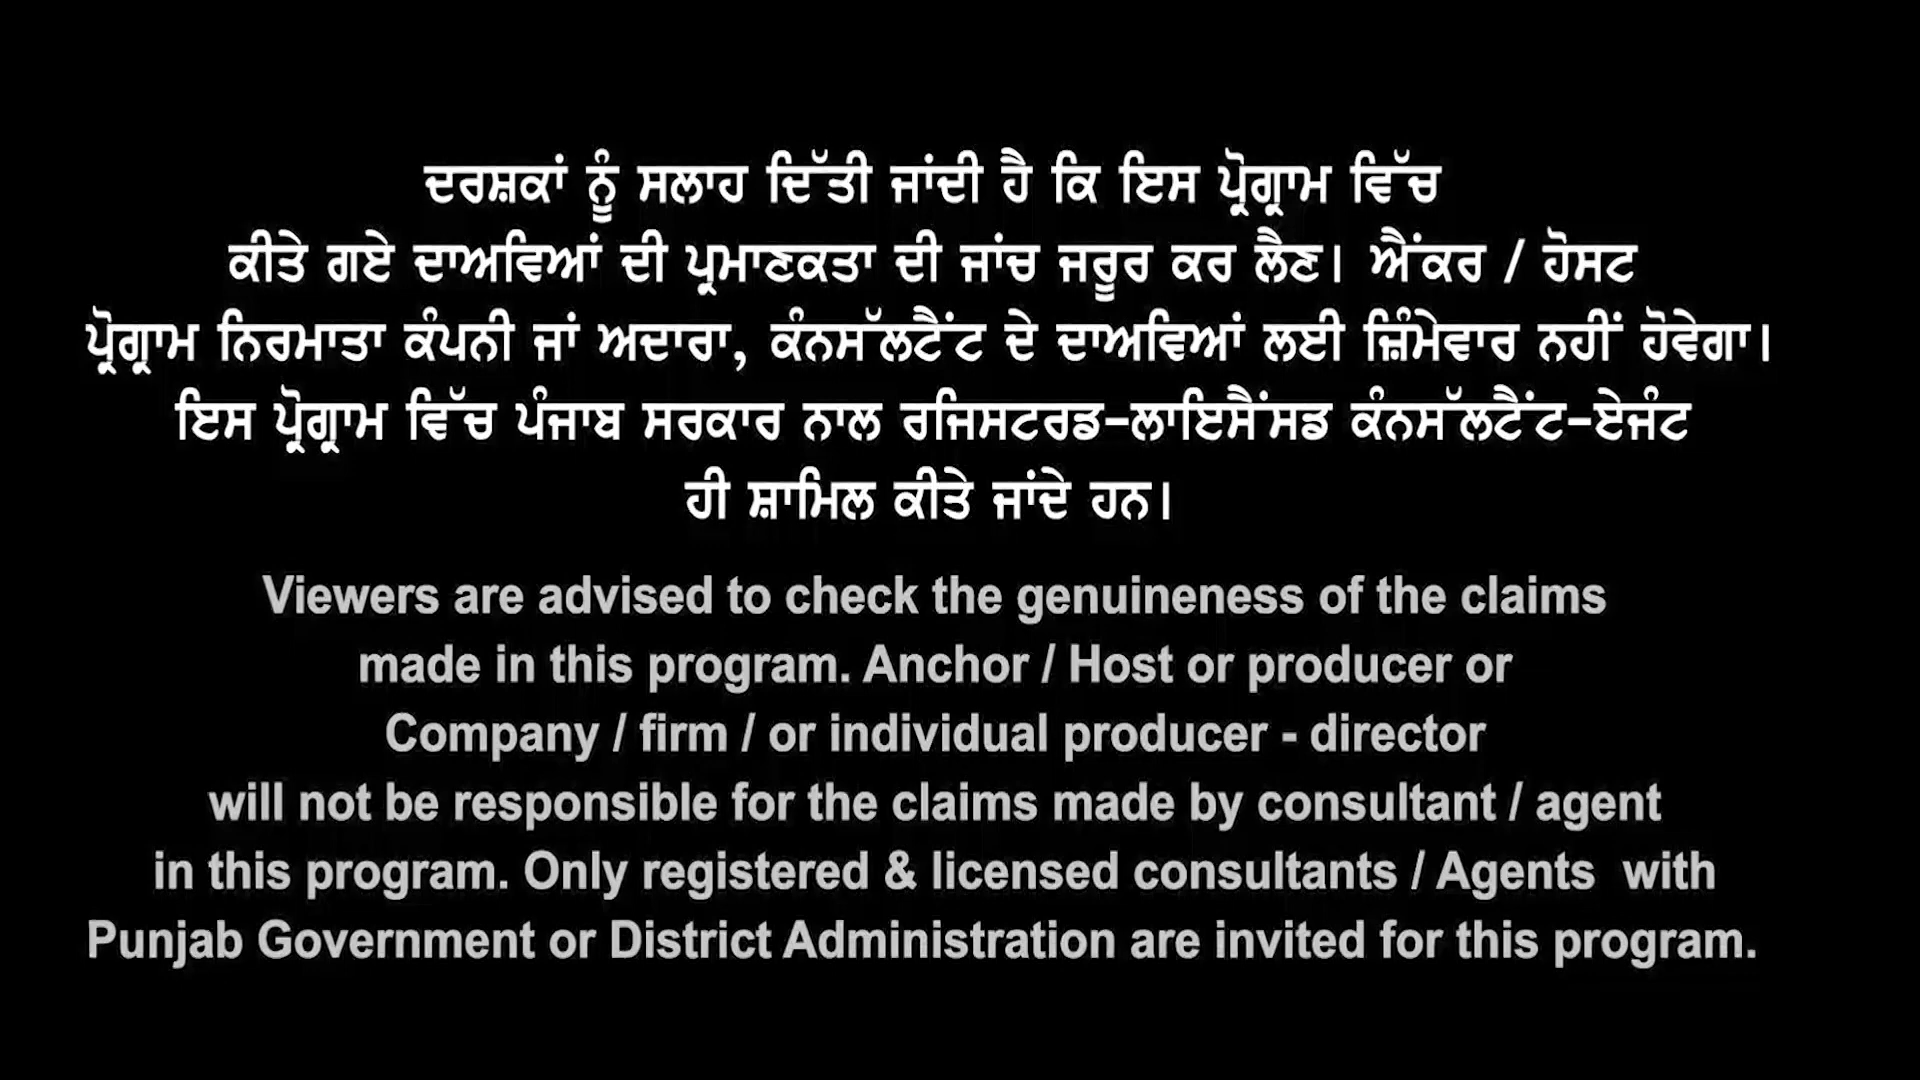 ਦਰਸ਼ਕਾਂ ਨੂੰ ਸਲਾਹ ਦਿੱਤੀ ਜਾਂਦੀ ਹੈ ਕਿ ਇਸ ਪ੍ਰੋਗ੍ਰਾਮ ਵਿੱਚ
ਕੀਤੇ ਗਏ ਦਾਅਵਿਆਂ ਦੀ ਪ੍ਰਮਾਣਕਤਾ ਦੀ ਜਾਂਚ ਜਰੂਰ ਕਰ ਲੈਣ। ਐਂਕਰ / ਹੋਸਟ
ਪ੍ਰੋਗ੍ਰਾਮ ਨਿਰਮਾਤਾ ਕੰਪਨੀ ਜਾਂ ਅਦਾਰਾ, ਕੰਨਸੱਲਟੈਂਟ ਦੇ ਦਾਅਵਿਆਂ ਲਈ ਜ਼ਿੰਮੇਵਾਰ ਨਹੀਂ ਹੋਵੇਗਾ।
ਇਸ ਪ੍ਰੋਗ੍ਰਾਮ ਵਿੱਚ ਪੰਜਾਬ ਸਰਕਾਰ ਨਾਲ ਰਜਿਸਟਰਡ-ਲਾਇਸੈਂਸਡ ਕੰਨਸੱਲਟੈਂਟ-ਏਜੰਟ
ਹੀ ਸ਼ਾਮਿਲ ਕੀਤੇ ਜਾਂਦੇ ਹਨ।
Viewers are advised to check the genuineness of the claims
made in this program. Anchor / Host or producer or
Company / firm / or individual producer - director
will not be responsible for the claims made by consultant / agent
in this program. Only registered & licensed consultants / Agents with
Punjab Government or District Administration are invited for this program.